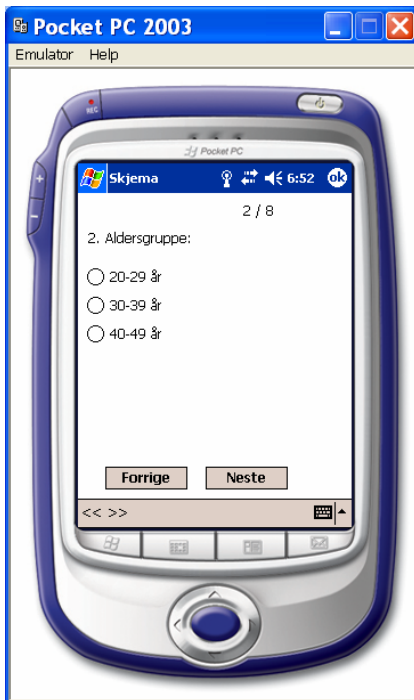 Pocket PC 2003
Emulator Help
REC
Pocket PC
Skjema 6:52 ok
2 / 8
2. Aldersgruppe:
20-29 år
30-39 år
40-49 år
Forrige Neste
<< >>